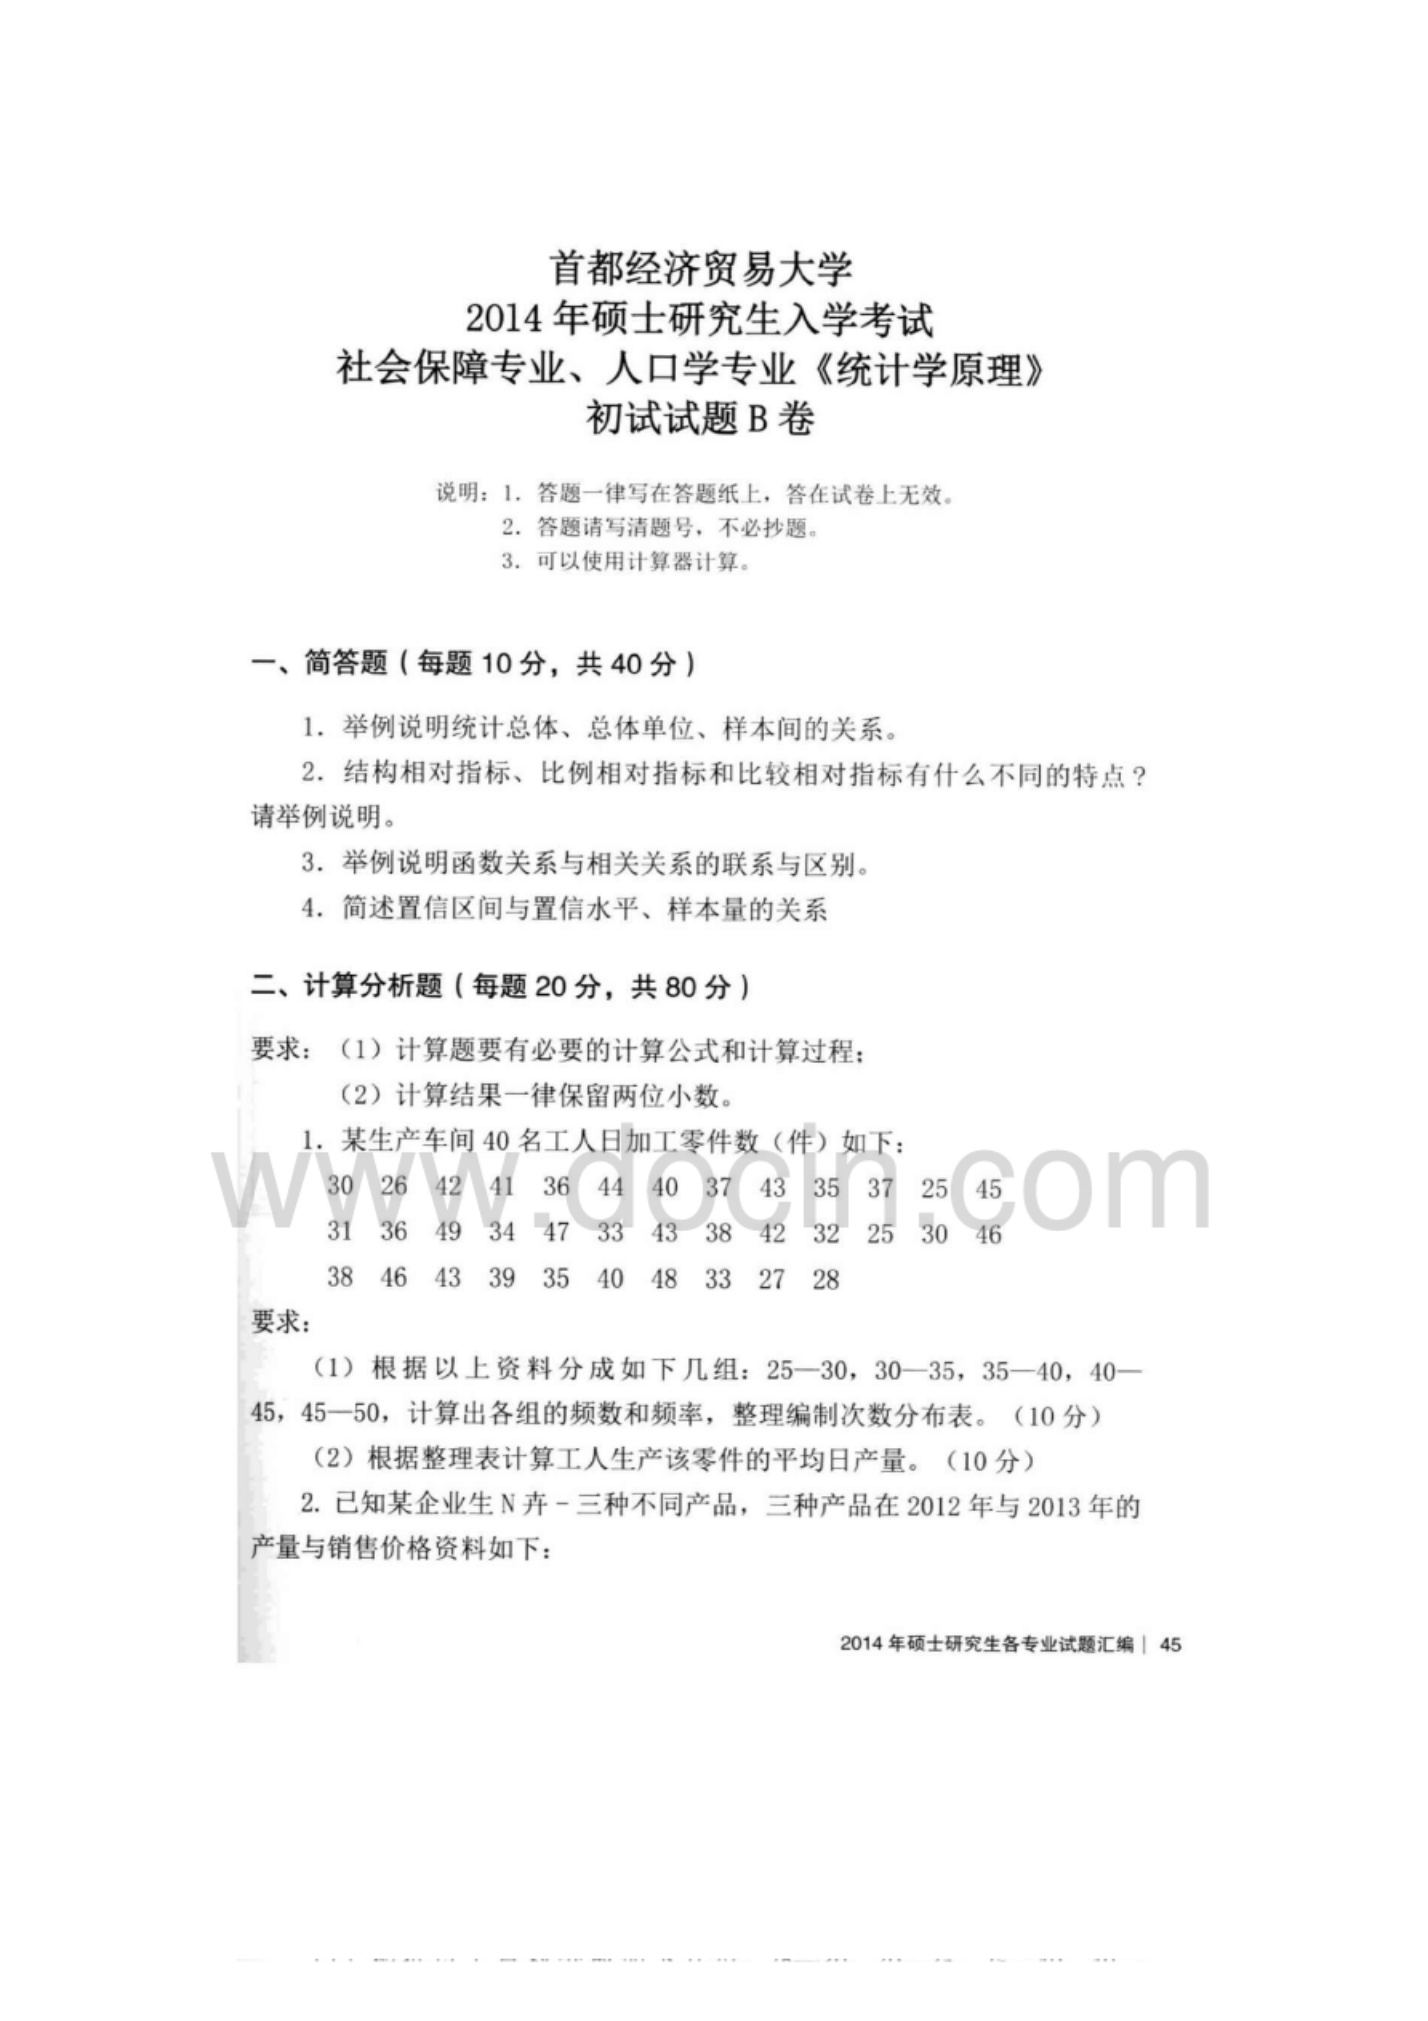 首都经济贸易大学
2014年硕士研究生入学考试
社会保障专业、人口学专业《统计学原理》
初试试题B卷
说明：1．答题一律写在答题纸上，答在试卷上无效。
2．答题请写清题号，不必抄题。
3．可以使用计算器计算。
一、简答题（每题10分，共40分）
1．举例说明统计总体、总体单位、样本间的关系。
2．结构相对指标、比例相对指标和比较相对指标有什么不同的特点？
请举例说明。
3．举例说明函数关系与相关关系的联系与区别。
4．简述置信区间与置信水平、样本量的关系
二、计算分析题（每题20分，共80分）
要求：（1）计算题要有必要的计算公式和计算过程；
（2）计算结果一律保留两位小数。
1．某生产车间40名工人日加工零件数（件）如下：
30 26 42 41 36 44 40 37 43 35 37 25 45
31 36 49 34 47 33 43 38 42 32 25 30 46
38 46 43 39 35 40 48 33 27 28
www.docin.com
要求：
（1）根据以上资料分成如下几组：25—30，30—35，35—40，40—
45，45—50，计算出各组的频数和频率，整理编制次数分布表。（10分）
（2）根据整理表计算工人生产该零件的平均日产量。（10分）
2. 已知某企业生N卉－三种不同产品，三种产品在2012年与2013年的
产量与销售价格资料如下：
2014年硕士研究生各专业试题汇编| 45